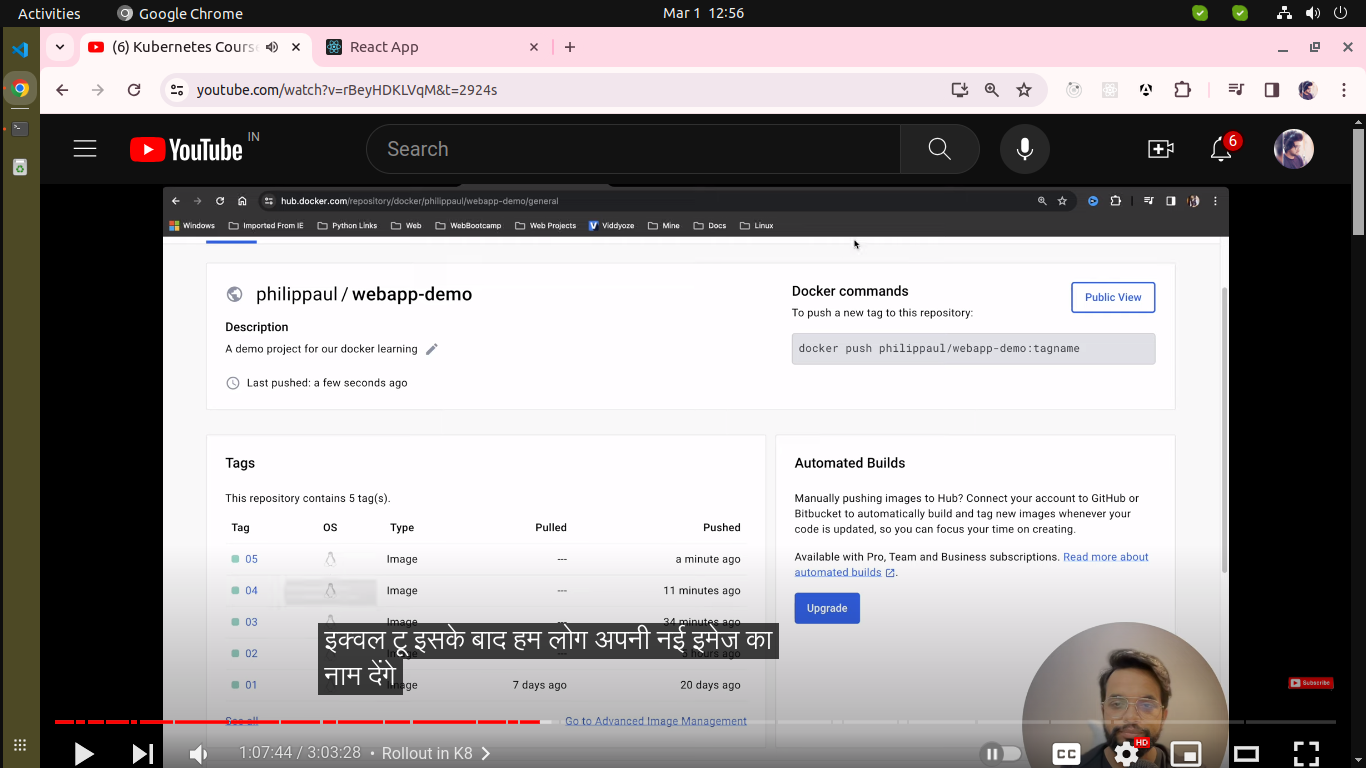 Activities
Google Chrome
Mar 1 12:56
(6) Kubernetes Course
React App
youtube.com/watch?v=rBeyHDKLVqM&t=2924s
YouTube IN
Search
6
hub.docker.com/repository/docker/philippaul/webapp-demo/general
Windows Imported From IE Python Links Web WebBootcamp Web Projects Viddyoze Mine Docs Linux
philippaul / webapp-demo
Description
A demo project for our docker learning
Last pushed: a few seconds ago
Docker commands
Public View
To push a new tag to this repository:
docker push philippaul/webapp-demo:tagname
Tags
This repository contains 5 tag(s).
Tag OS Type Pulled Pushed
05 Image --- a minute ago
04 Image --- 11 minutes ago
03 Image --- 34 minutes ago
02 5 hours ago
01 Image 7 days ago 20 days ago
See all
Go to Advanced Image Management
Automated Builds
Manually pushing images to Hub? Connect your account to GitHub or
Bitbucket to automatically build and tag new images whenever your
code is updated, so you can focus your time on creating.
Available with Pro, Team and Business subscriptions. Read more about
automated builds.
Upgrade
इक्वल टू इसके बाद हम लोग अपनी नई इमेज का
नाम देंगे
Subscribe
1:07:44 / 3:03:28 • Rollout in K8
CC
HD